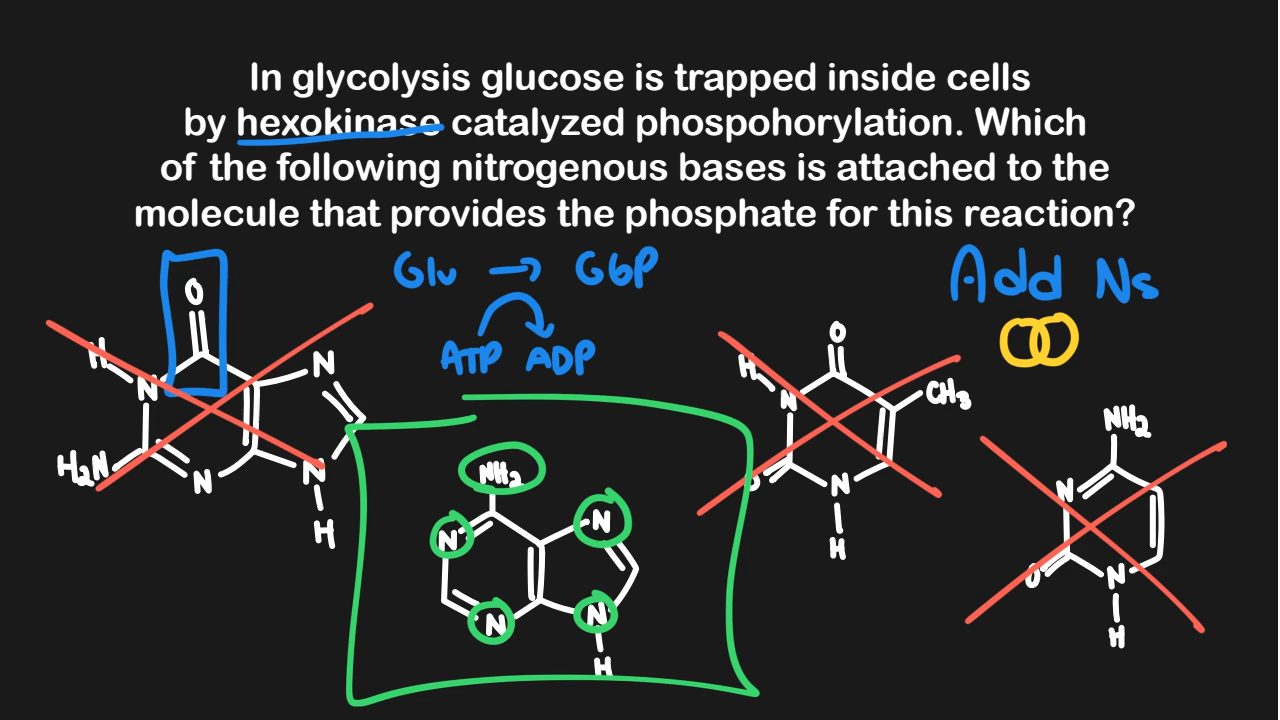 In glycolysis glucose is trapped inside cells
by hexokinase catalyzed phospohorylation. Which
of the following nitrogenous bases is attached to the
molecule that provides the phosphate for this reaction?
Glu → G6P
Add Ns
ATP ADP
O
H
N
N
H₂N
N
N
H
NH₂
N
N
N
N
H
O
H
N
CH₃
O
N
H
NH₂
N
O
N
H